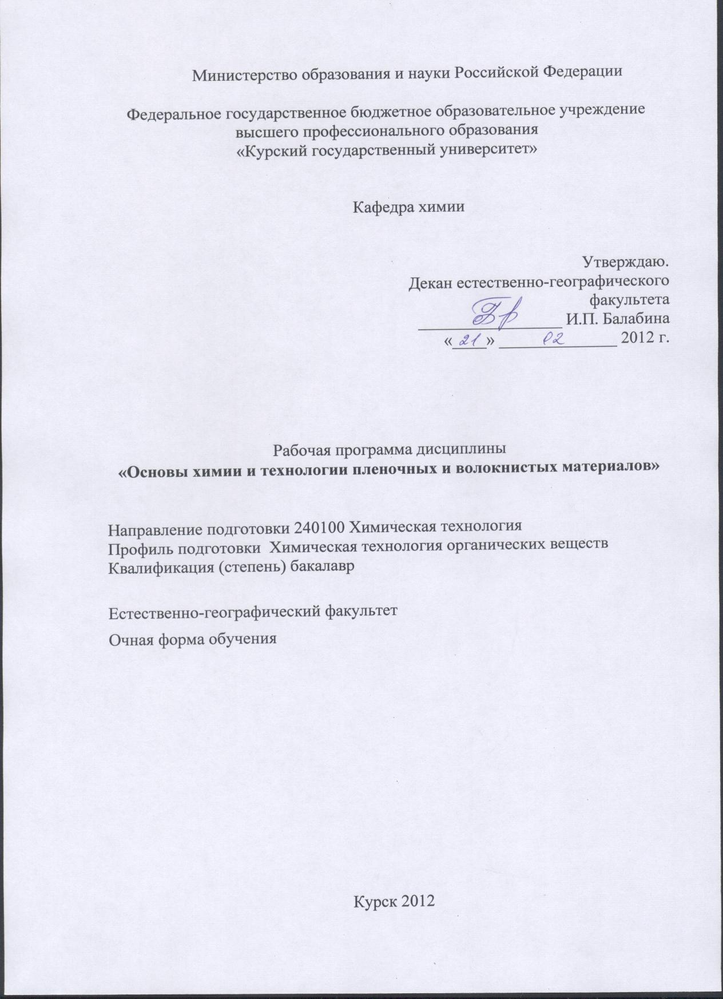 Министерство образования и науки Российской Федерации
Федеральное государственное бюджетное образовательное учреждение
высшего профессионального образования
«Курский государственный университет»
Кафедра химии
Утверждаю.
Декан естественно-географического
факультета
И.П. Балабина
«21» 02 2012 г.
Рабочая программа дисциплины
«Основы химии и технологии пленочных и волокнистых материалов»
Направление подготовки 240100 Химическая технология
Профиль подготовки Химическая технология органических веществ
Квалификация (степень) бакалавр
Естественно-географический факультет
Очная форма обучения
Курск 2012